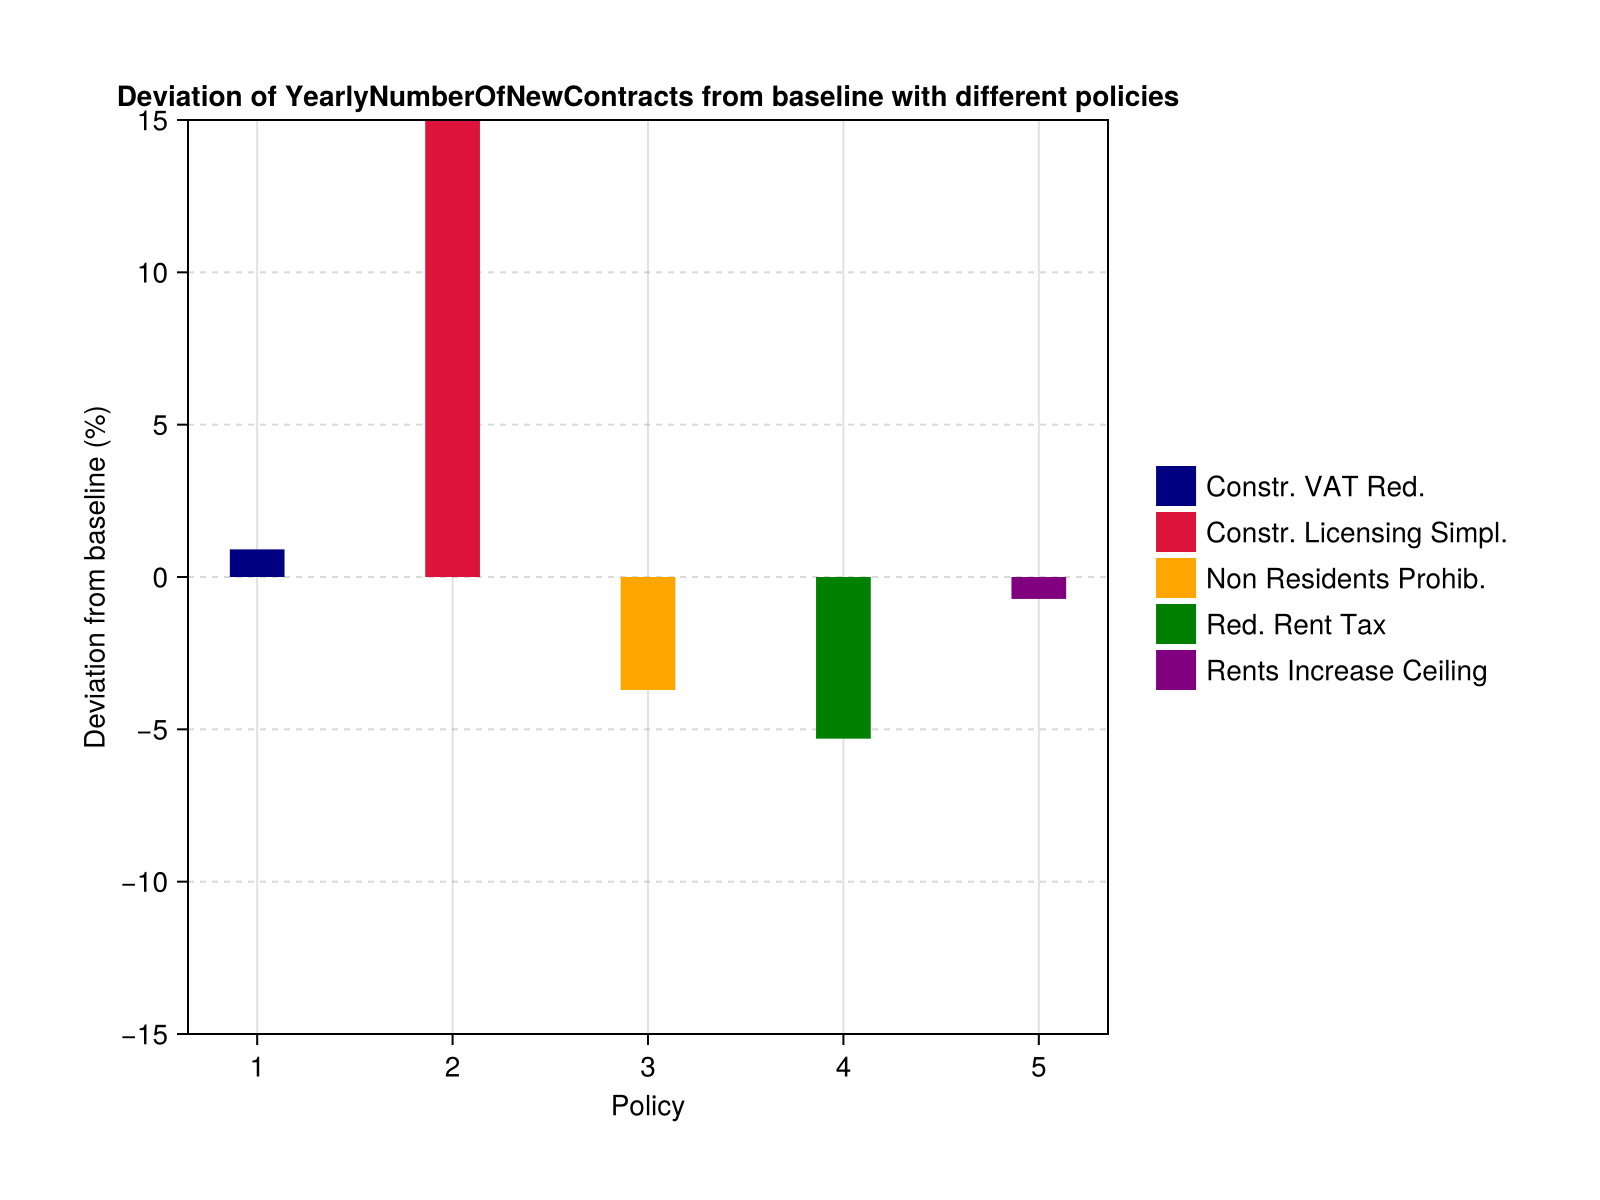 Deviation of YearlyNumberOfNewContracts from baseline with different policies
15
10
5
0
−5
−10
−15
Deviation from baseline (%)
1 2 3 4 5
Policy
Constr. VAT Red.
Constr. Licensing Simpl.
Non Residents Prohib.
Red. Rent Tax
Rents Increase Ceiling